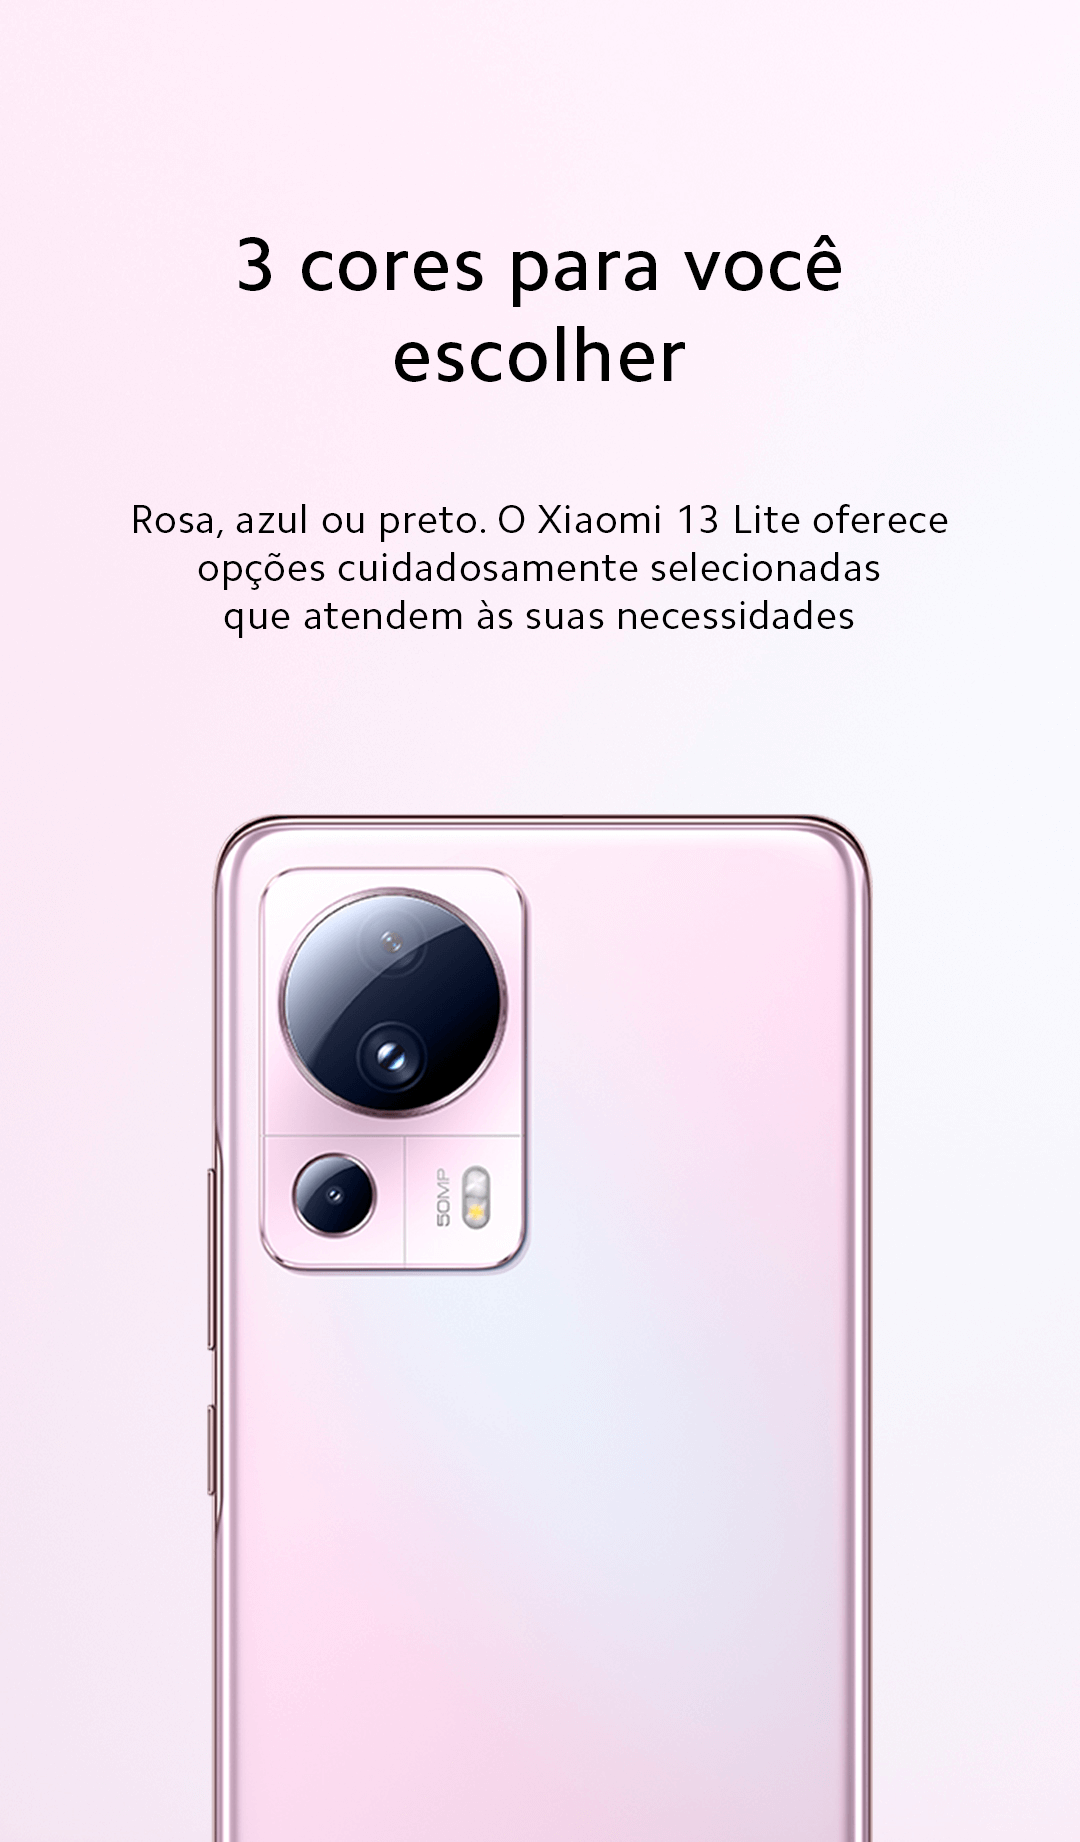 3 cores para você
escolher
Rosa, azul ou preto. O Xiaomi 13 Lite oferece
opções cuidadosamente selecionadas
que atendem às suas necessidades
50MP